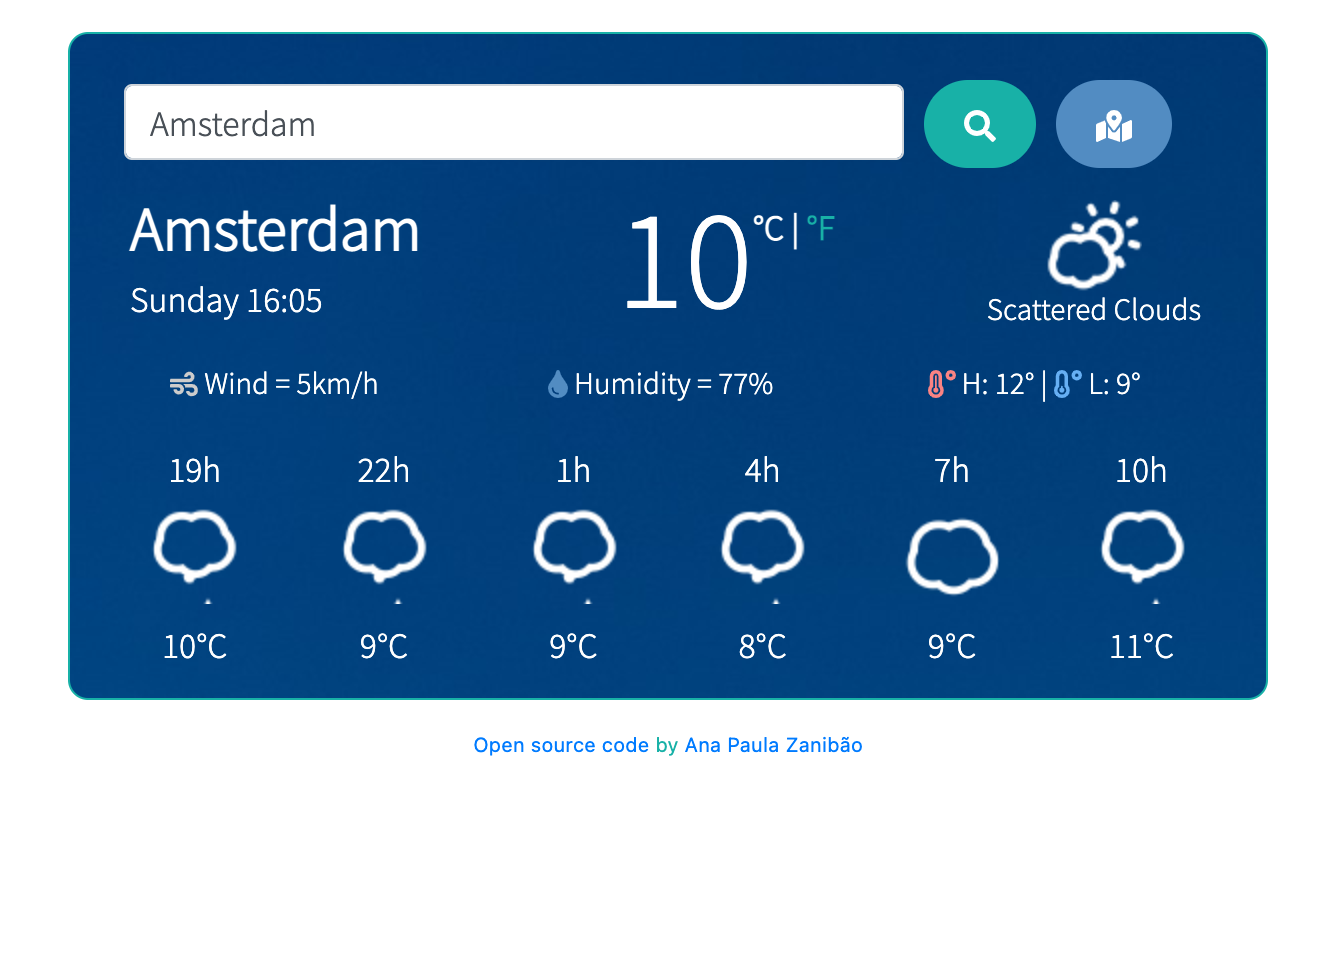 Amsterdam
Amsterdam
10 °C | °F
Sunday 16:05
Scattered Clouds
Wind = 5km/h
Humidity = 77%
H: 12° | L: 9°
19h 22h 1h 4h 7h 10h
10°C 9°C 9°C 8°C 9°C 11°C
Open source code by Ana Paula Zanibão